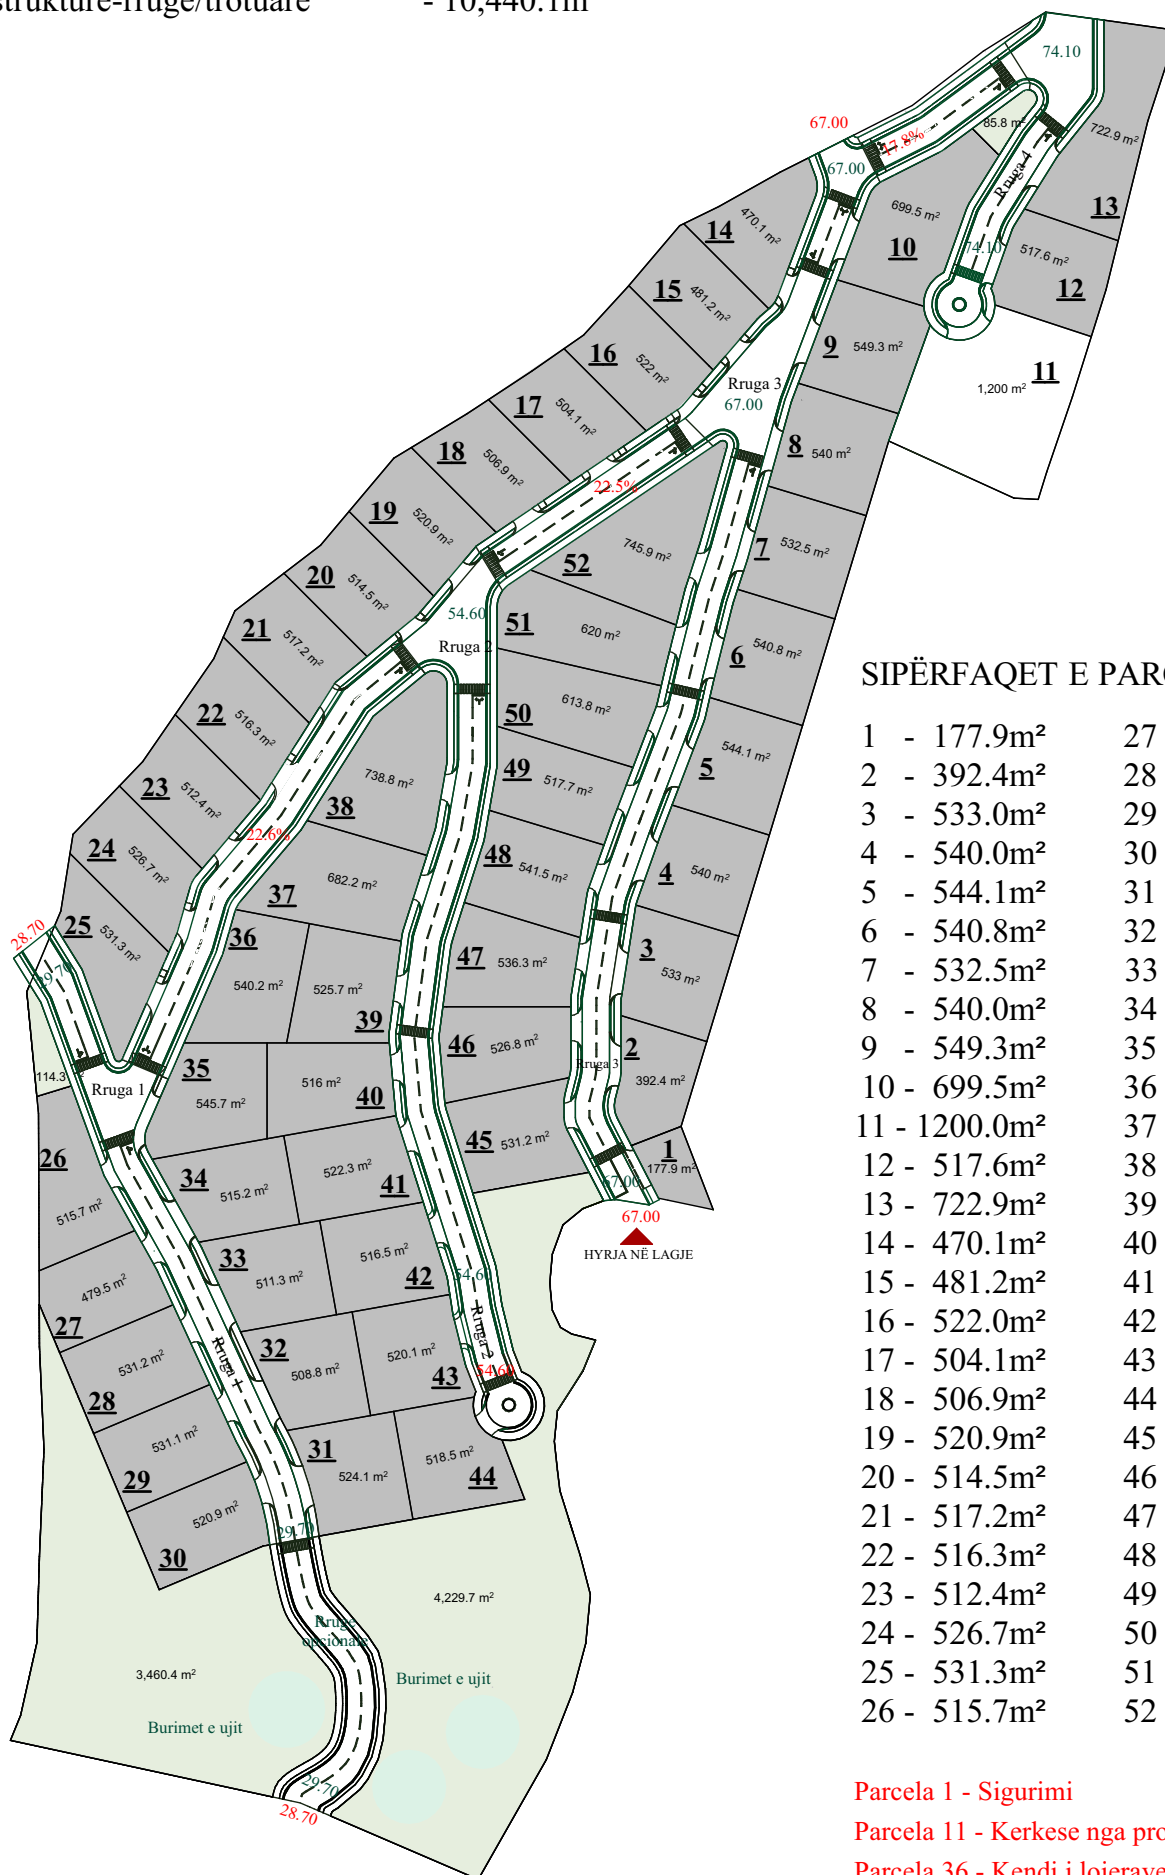 strukture-rruge/trotuare - 10,440.1m
74.10
67.00
17.8%
85.8 m²
722.9 m²
67.00
Rruga 4
13
470.1 m²
14
699.5 m²
10
74.10
517.6 m²
12
15
481.2 m²
16
522 m²
9 549.3 m²
11
1,200 m²
Rruga 3
67.00
17
504.1 m²
18
506.9 m²
8 540 m²
22.5%
19
520.9 m²
745.9 m²
7 532.5 m²
52
20
514.5 m²
54.60
51
620 m²
21
517.2 m²
Rruga 2
6 540.8 m²
22
516.3 m²
50
613.8 m²
5 544.1 m²
23
512.4 m²
738.8 m²
38
49
517.7 m²
22.6%
24
526.7 m²
48
541.5 m²
4 540 m²
682.2 m²
37
25
531.3 m²
28.70
29.70
36
540.2 m²
525.7 m²
39
47
536.3 m²
3
533 m²
46
526.8 m²
2
392.4 m²
Rruga 3
114.3
Rruga 1
35
545.7 m²
516 m²
40
45
531.2 m²
1
177.9 m²
67.00
67.00
HYRJA NË LAGJE
26
515.7 m²
34
515.2 m²
522.3 m²
41
479.5 m²
27
33
511.3 m²
516.5 m²
42
54.60
Rruga 2
54.60
531.2 m²
28
Rruga 1
32
508.8 m²
520.1 m²
43
531.1 m²
29
31
524.1 m²
518.5 m²
44
520.9 m²
30
29.70
4,229.7 m²
Rruge
opcionale
3,460.4 m²
Burimet e ujit
Burimet e ujit
29.70
28.70
SIPËRFAQET E PAR
1 - 177.9m² 27
2 - 392.4m² 28
3 - 533.0m² 29
4 - 540.0m² 30
5 - 544.1m² 31
6 - 540.8m² 32
7 - 532.5m² 33
8 - 540.0m² 34
9 - 549.3m² 35
10 - 699.5m² 36
11 - 1200.0m² 37
12 - 517.6m² 38
13 - 722.9m² 39
14 - 470.1m² 40
15 - 481.2m² 41
16 - 522.0m² 42
17 - 504.1m² 43
18 - 506.9m² 44
19 - 520.9m² 45
20 - 514.5m² 46
21 - 517.2m² 47
22 - 516.3m² 48
23 - 512.4m² 49
24 - 526.7m² 50
25 - 531.3m² 51
26 - 515.7m² 52
Parcela 1 - Sigurimi
Parcela 11 - Kerkese nga pro
Parcela 36 - Kendi i lojerave